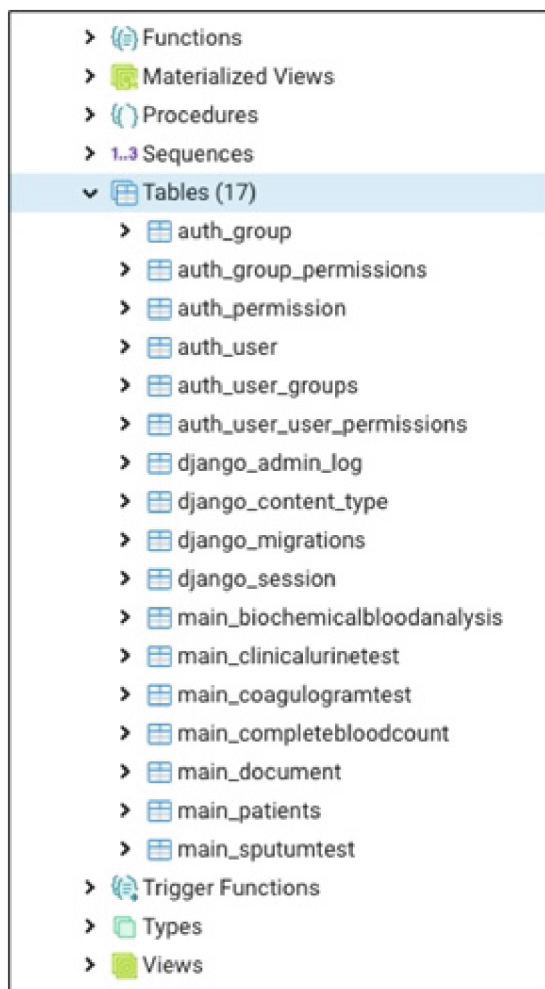 Functions
Materialized Views
Procedures
1..3 Sequences
Tables (17)
auth_group
auth_group_permissions
auth_permission
auth_user
auth_user_groups
auth_user_user_permissions
django_admin_log
django_content_type
django_migrations
django_session
main_biochemicalbloodanalysis
main_clinicalurinetest
main_coagulogramtest
main_completebloodcount
main_document
main_patients
main_sputumtest
Trigger Functions
Types
Views